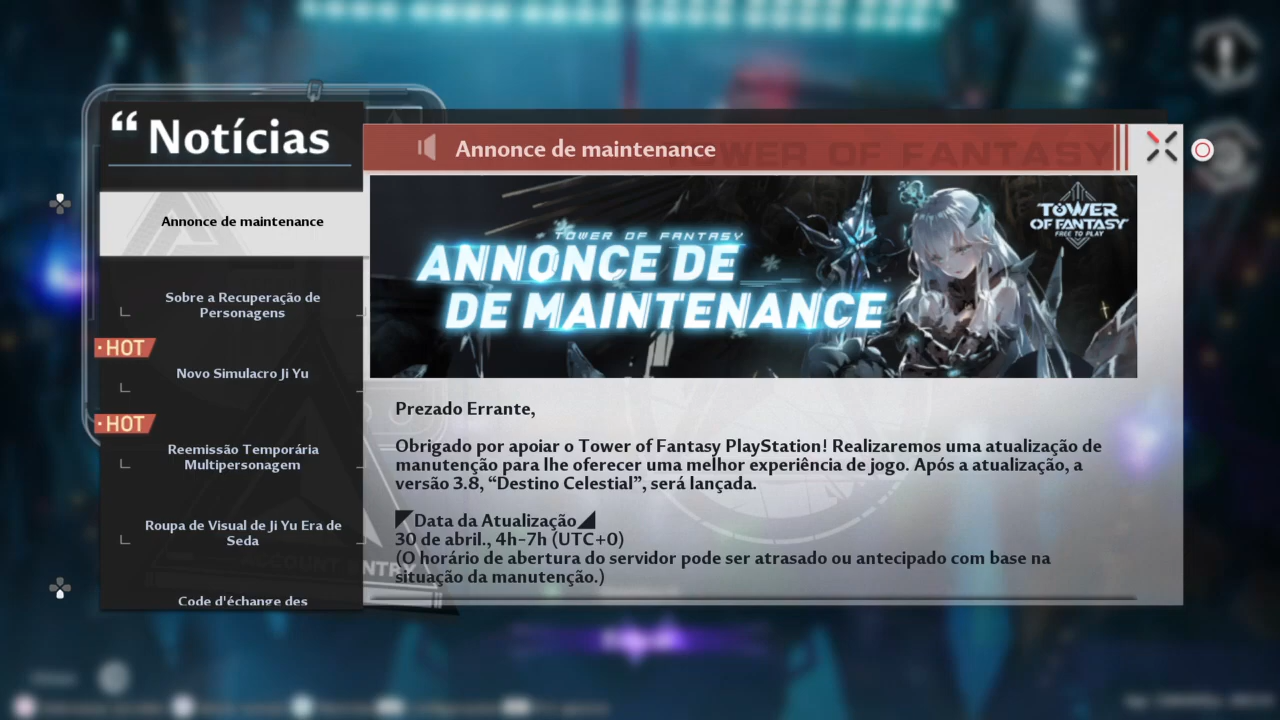 “ Notícias
Annonce de maintenance
Sobre a Recuperação de
Personagens
HOT
Novo Simulacro Ji Yu
HOT
Reemissão Temporária
Multipersonagem
Roupa de Visual de Ji Yu Era de
Seda
Code d'échange des
Annonce de maintenance
TOWER OF FANTASY
TOWER OF FANTASY
ANNONCE DE
DE MAINTENANCE
TOWER
OF FANTASY
FREE TO PLAY
Prezado Errante,
Obrigado por apoiar o Tower of Fantasy PlayStation! Realizaremos uma atualização de
manutenção para lhe oferecer uma melhor experiência de jogo. Após a atualização, a
versão 3.8, “Destino Celestial”, será lançada.
◤Data da Atualização◢
30 de abril., 4h-7h (UTC+0)
(O horário de abertura do servidor pode ser atrasado ou antecipado com base na
situação da manutenção.)